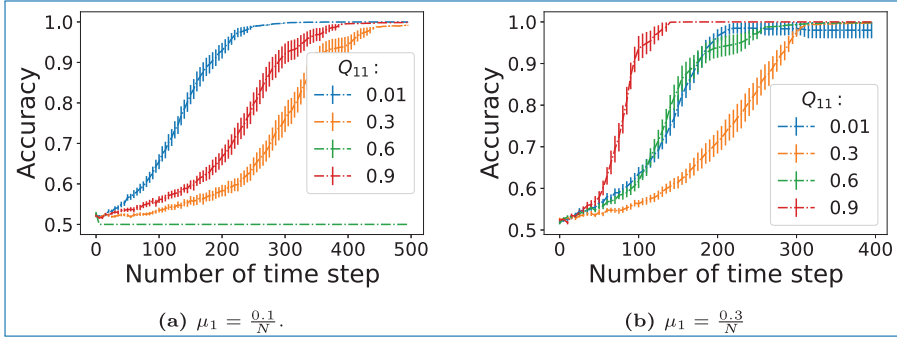 1.0
0.9
0.8
0.7
0.6
0.5
Accuracy
0 100 200 300 400 500
Number of time step
Q11 :
0.01
0.3
0.6
0.9
(a) μ1 = 0.1/N.
1.0
0.9
0.8
0.7
0.6
0.5
Accuracy
0 100 200 300 400
Number of time step
Q11 :
0.01
0.3
0.6
0.9
(b) μ1 = 0.3/N